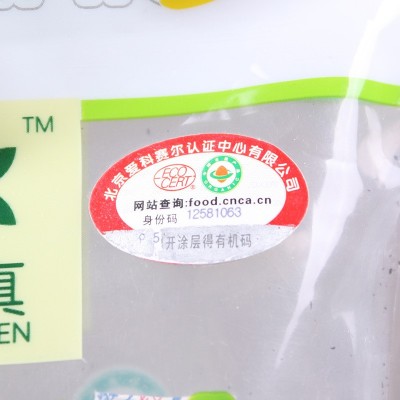 TM
北京爱科赛尔认证中心有限公司
ECO
CERT
网站查询:food.cnca.cn
身份码 12581063
开涂层得有机码
真
EN